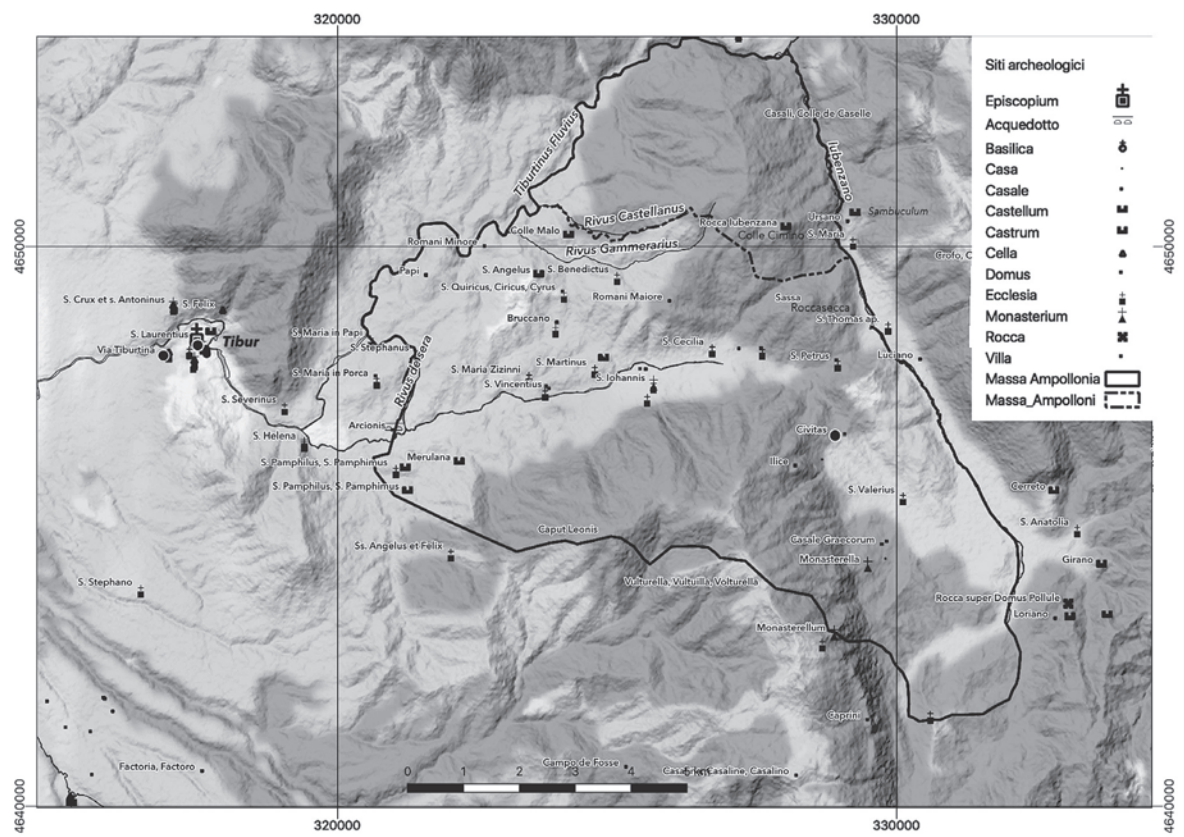 320000
330000
Siti archeologici
Episcopium
Acquedotto
Basilica
Casa
Casale
Castellum
Castrum
Cella
Domus
Ecclesia
Monasterium
Rocca
Villa
Massa Ampollonia
Massa_Ampolloni
Casali, Colle de Caselle
Tiburtinus Fluvius
Iubenzano
Rivus Castellanus
Rocca Iubenzana
Ursano
Sambuculum
Colle Malo
Colle Cimino
S. Maria
4650000
Romani Minore
Rivus Gammerarius
4650000
Papi
S. Angelus
S. Benedictus
S. Quiricus, Ciricus, Cyrus
Romani Maiore
Sassa
Roccasecca
S. Crux et s. Antoninus
S. Felix
Bruccano
S. Thomas ap.
S. Laurentius
Tibur
S. Maria in Papi
Via Tiburtina
S. Stephanus
S. Cecilia
S. Petrus
Luciano
S. Maria in Porca
Rivus de Isera
S. Maria Zizinni
S. Martinus
S. Vincentius
S. Iohannis
S. Severinus
Arcionis
S. Helena
Civitas
S. Pamphilus, S. Pamphimus
Merulana
Ilice
S. Pamphilus, S. Pamphimus
S. Valerius
Cerreto
Caput Leonis
S. Anatolia
Ss. Angelus et Felix
Casale Graecorum
Monasterella
Girano
S. Stephano
Vulturella, Vultuilla, Volturella
Rocca super Domus Pollule
Loriano
Monasterellum
Caprini
Factoria, Factoro
Campo de Fosse
Casaline, Casalino
0 1 2 3 4 5 km
4640000
320000
330000
4640000